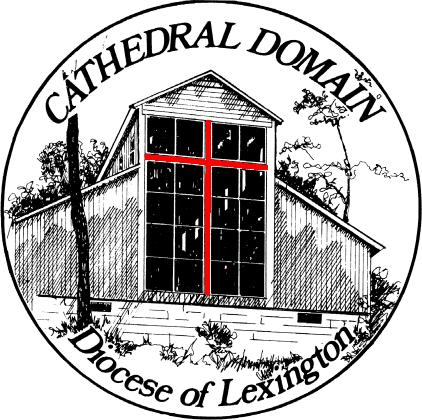 CATHEDRAL DOMAIN
Diocese of Lexington